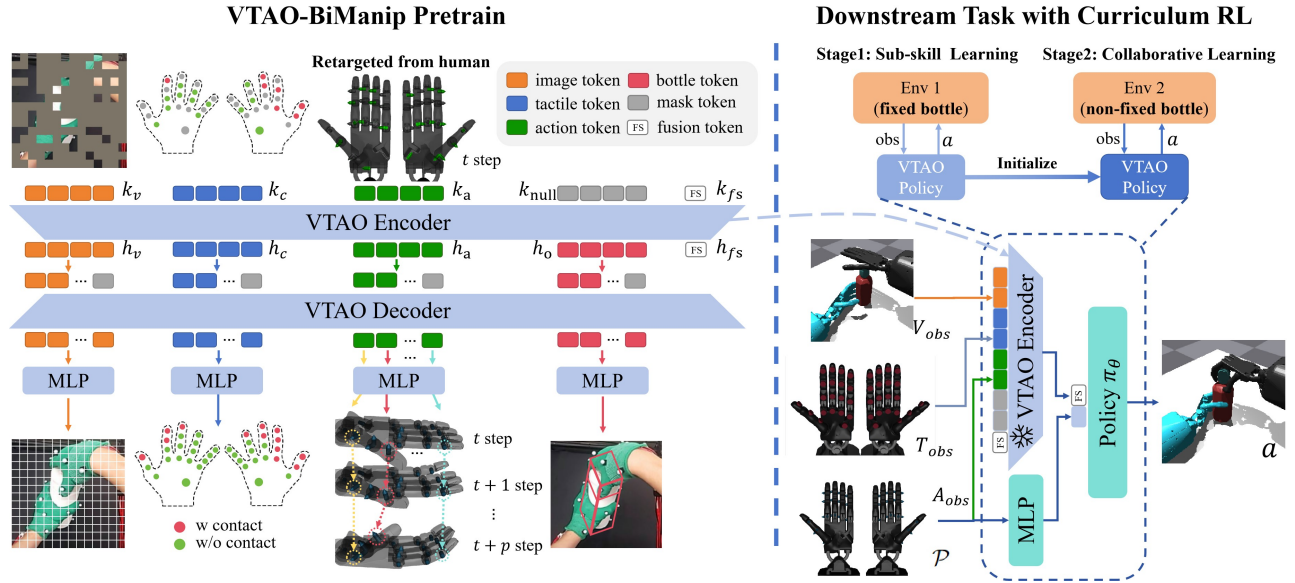 VTAO-BiManip Pretrain
Retargeted from human
t step
image token
bottle token
tactile token
mask token
action token
FS fusion token
k_v
k_c
k_a
k_null
FS k_fs
VTAO Encoder
h_v
h_c
h_a
h_o
FS h_fs
... ... ... ...
VTAO Decoder
... ... ... ...
...
MLP
MLP
MLP
MLP
w contact
w/o contact
t step
...
t + 1 step
⋮
t + p step
Downstream Task with Curriculum RL
Stage1: Sub-skill Learning
Stage2: Collaborative Learning
Env 1
(fixed bottle)
Env 2
(non-fixed bottle)
obs a
obs a
VTAO
Policy
Initialize
VTAO
Policy
V_obs
T_obs
A_obs
𝒫
VTAO Encoder
FS
MLP
FS
Policy π_θ
a